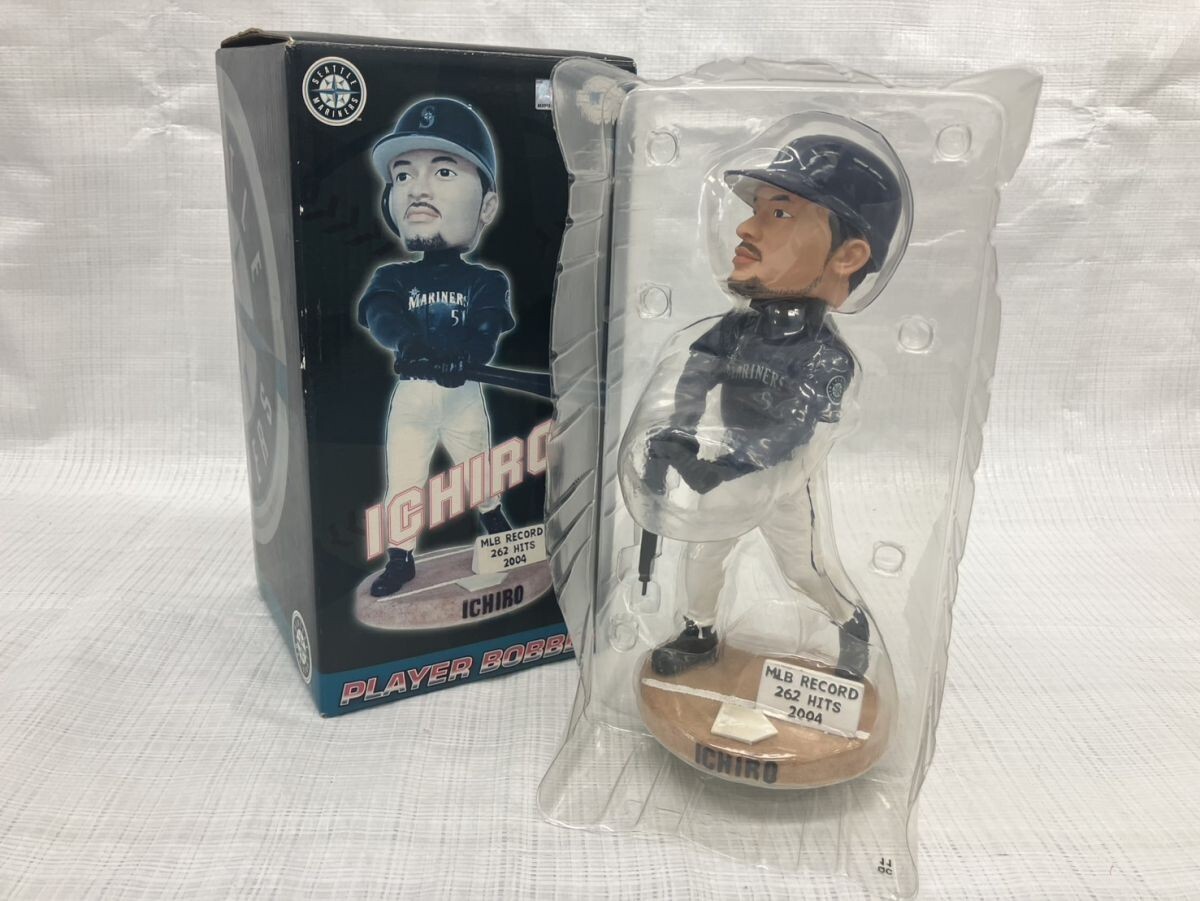 SEATTLE
MARINERS
MARINERS
51
ICHIRO
MLB RECORD
262 HITS
2004
ICHIRO
PLAYER BOBBL
MARINERS
MLB RECORD
262 HITS
2004
ICHIRO